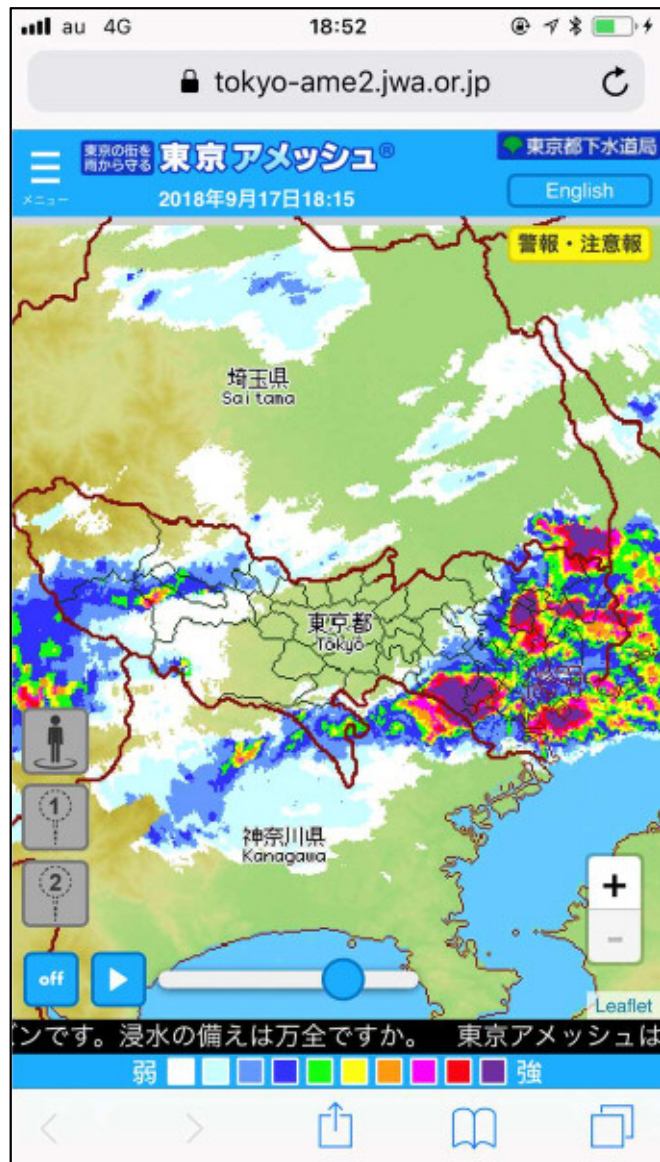 au 4G 18:52
tokyo-ame2.jwa.or.jp
東京の街を
雨から守る
東京アメッシュ®
東京都下水道局
メニュー
2018年9月17日18:15
English
警報・注意報
埼玉県
Saitama
東京都
Tōkyō
1
神奈川県
Kanagawa
2
+
-
off
Leaflet
ズンです。浸水の備えは万全ですか。 東京アメッシュは
弱
強